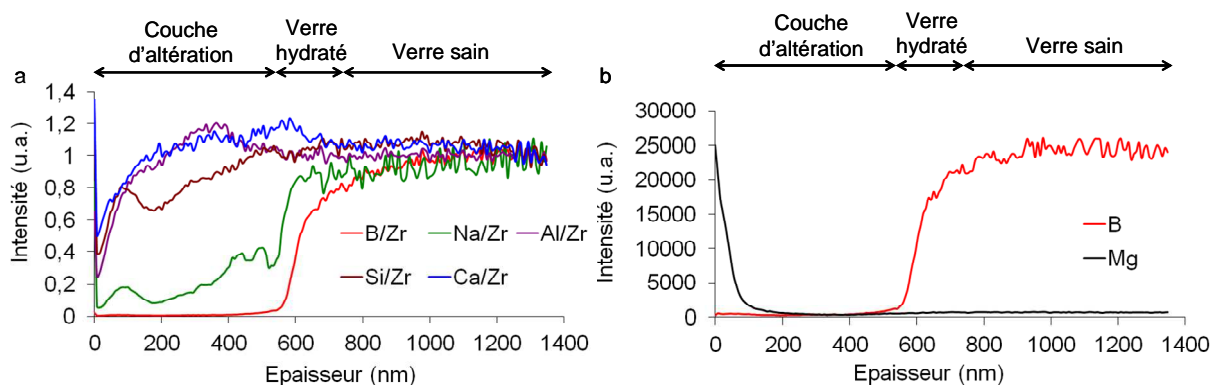 Couche
d'altération
Verre
hydraté
Verre sain
a
1,4
1,2
1
0,8
0,6
0,4
0,2
0
Intensité (u.a.)
B/Zr
Na/Zr
Al/Zr
Si/Zr
Ca/Zr
0
200
400
600
800
1000
1200
1400
Epaisseur (nm)
Couche
d'altération
Verre
hydraté
Verre sain
b
30000
25000
20000
15000
10000
5000
0
Intensité (u.a.)
B
Mg
0
200
400
600
800
1000
1200
1400
Epaisseur (nm)